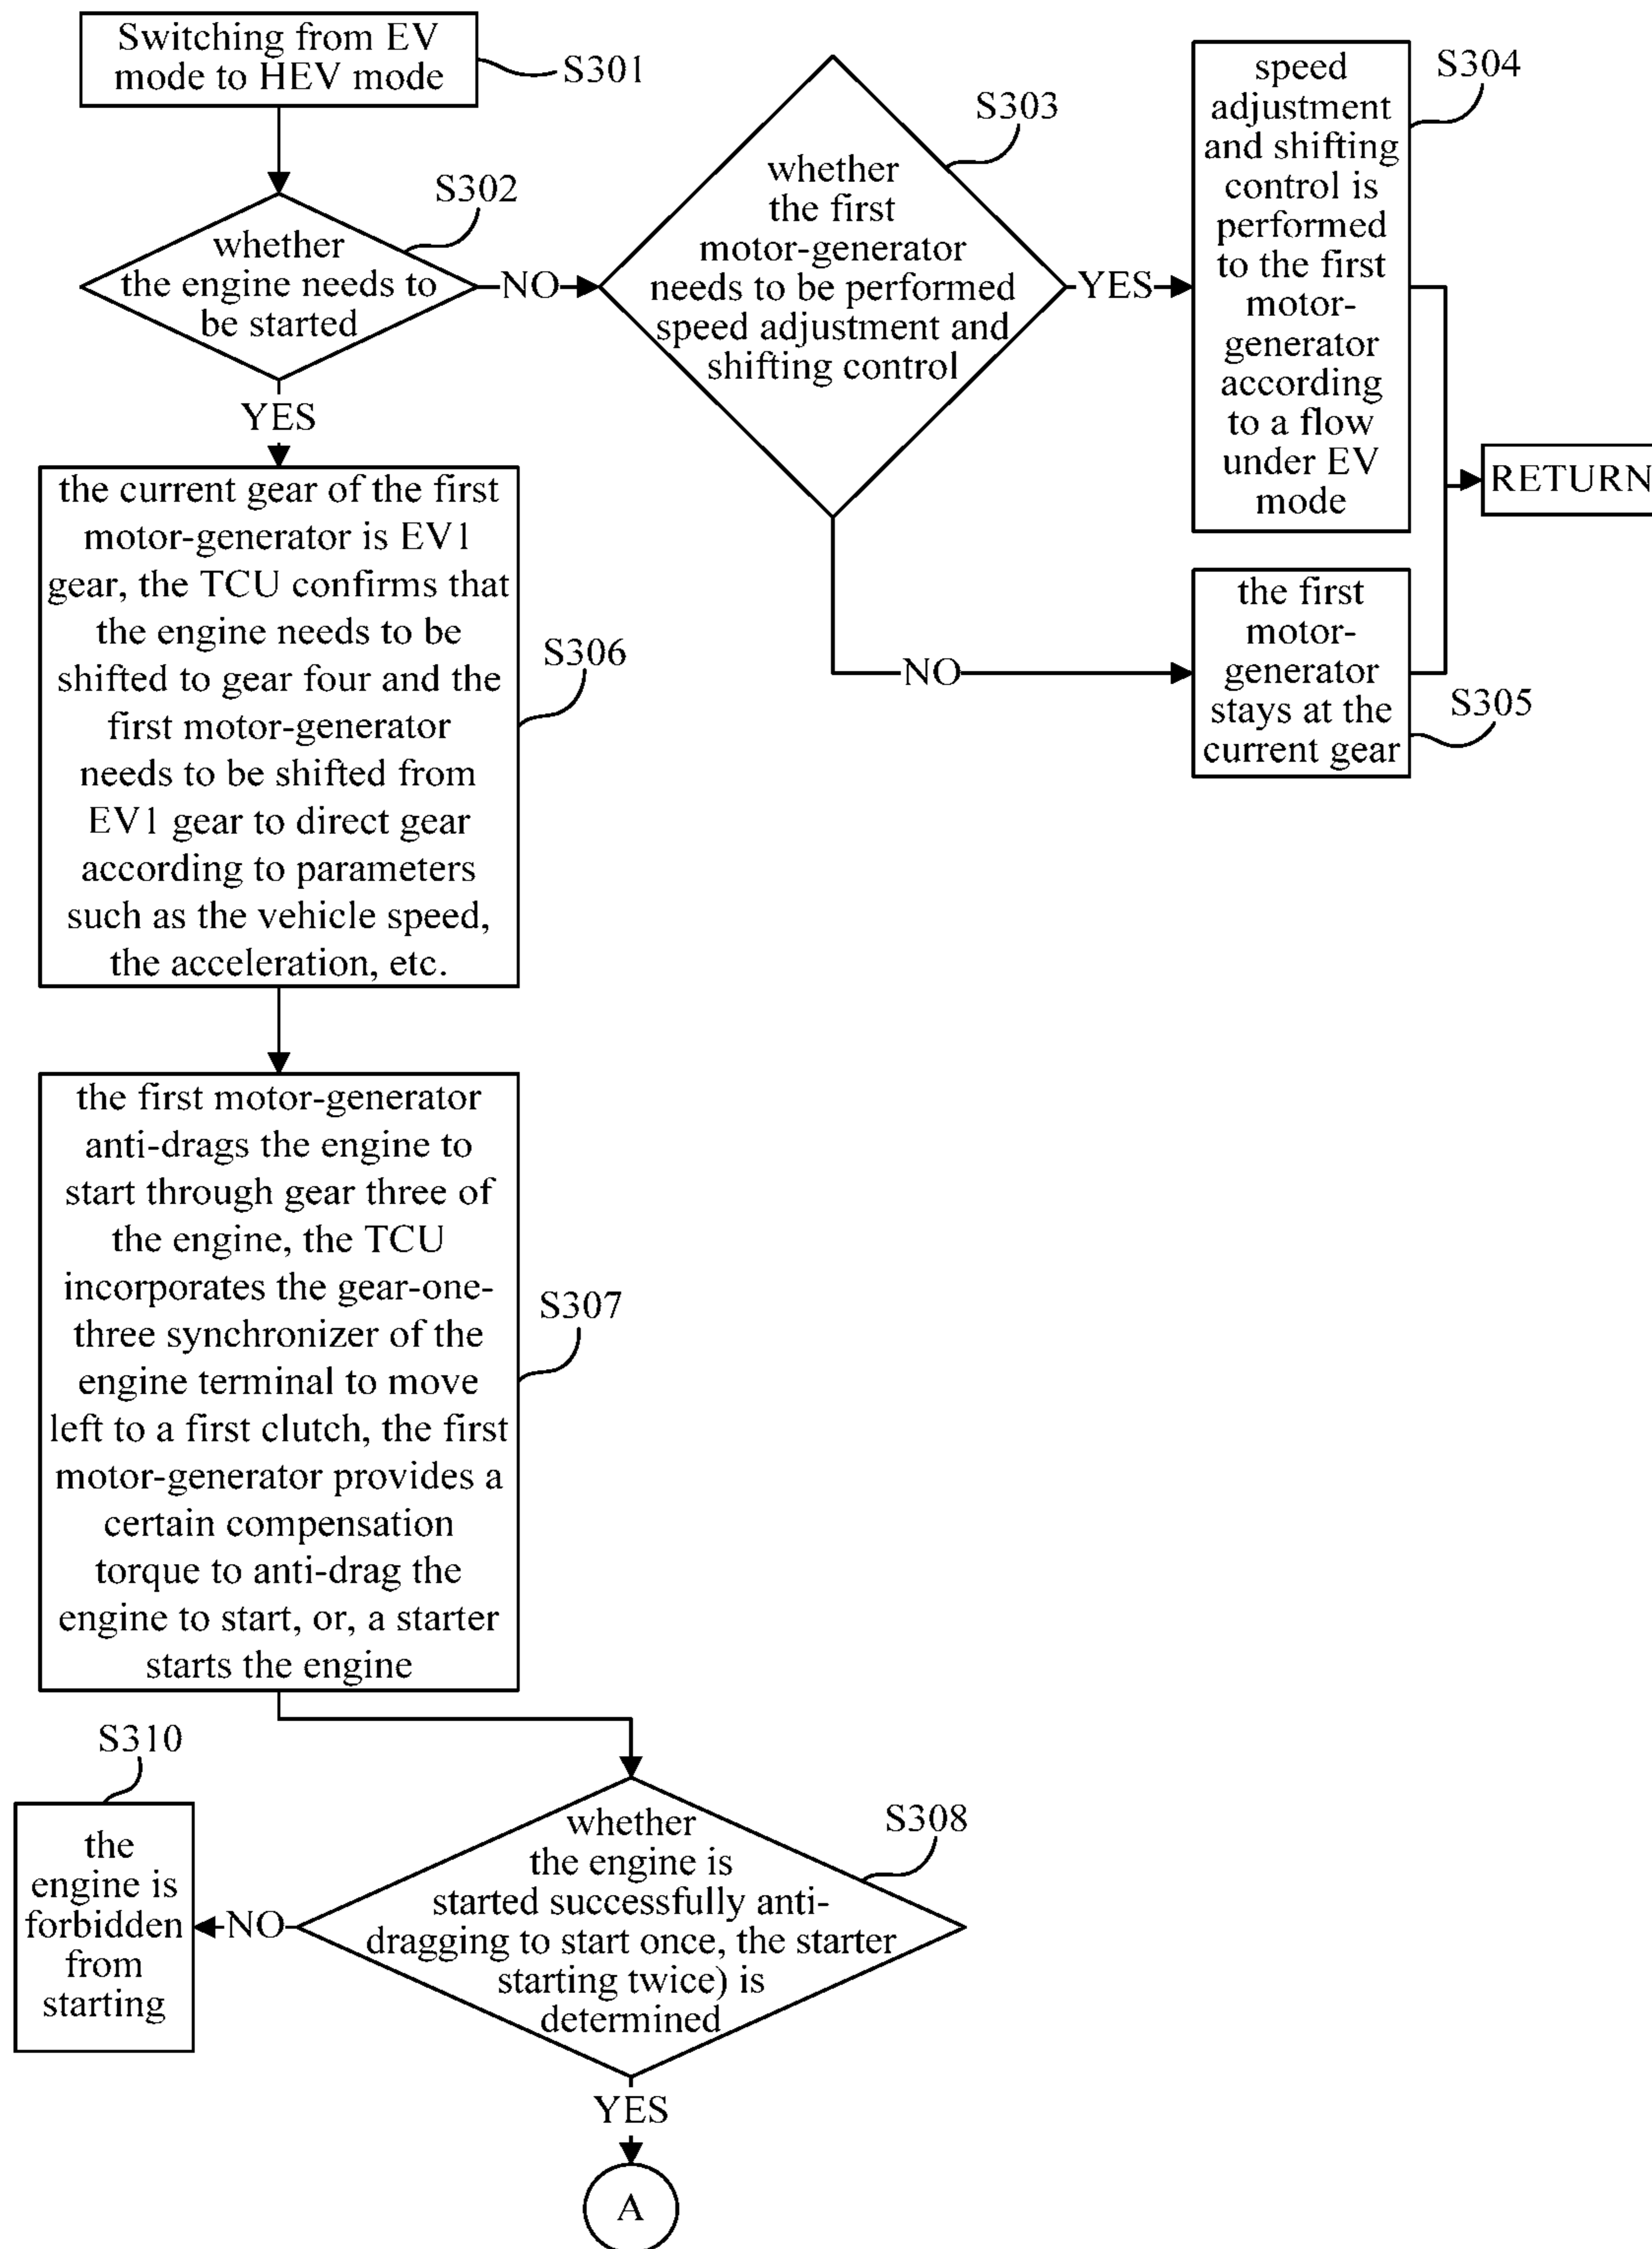 Switching from EV
mode to HEV mode
S301
whether
the engine needs to
be started
S302
NO
YES
whether
the first
motor-generator
needs to be performed
speed adjustment and
shifting control
S303
YES
NO
speed
adjustment
and shifting
control is
performed
to the first
motor-
generator
according
to a flow
under EV
mode
S304
the first
motor-
generator
stays at the
current gear
S305
RETURN
the current gear of the first
motor-generator is EV1
gear, the TCU confirms that
the engine needs to be
shifted to gear four and the
first motor-generator
needs to be shifted from
EV1 gear to direct gear
according to parameters
such as the vehicle speed,
the acceleration, etc.
S306
the first motor-generator
anti-drags the engine to
start through gear three of
the engine, the TCU
incorporates the gear-one-
three synchronizer of the
engine terminal to move
left to a first clutch, the first
motor-generator provides a
certain compensation
torque to anti-drag the
engine to start, or, a starter
starts the engine
S307
whether
the engine is
started successfully anti-
dragging to start once, the starter
starting twice) is
determined
S308
NO
the
engine is
forbidden
from
starting
S310
YES
A